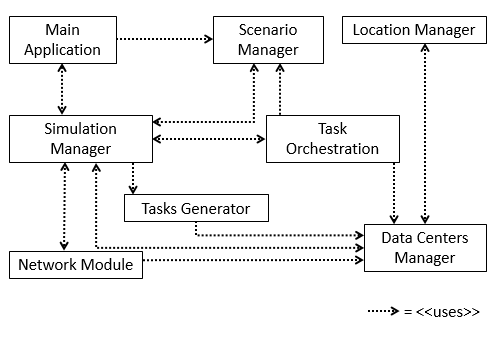 Main
Application
Scenario
Manager
Location Manager
Simulation
Manager
Task
Orchestration
Tasks Generator
Data Centers
Manager
Network Module
= <<uses>>